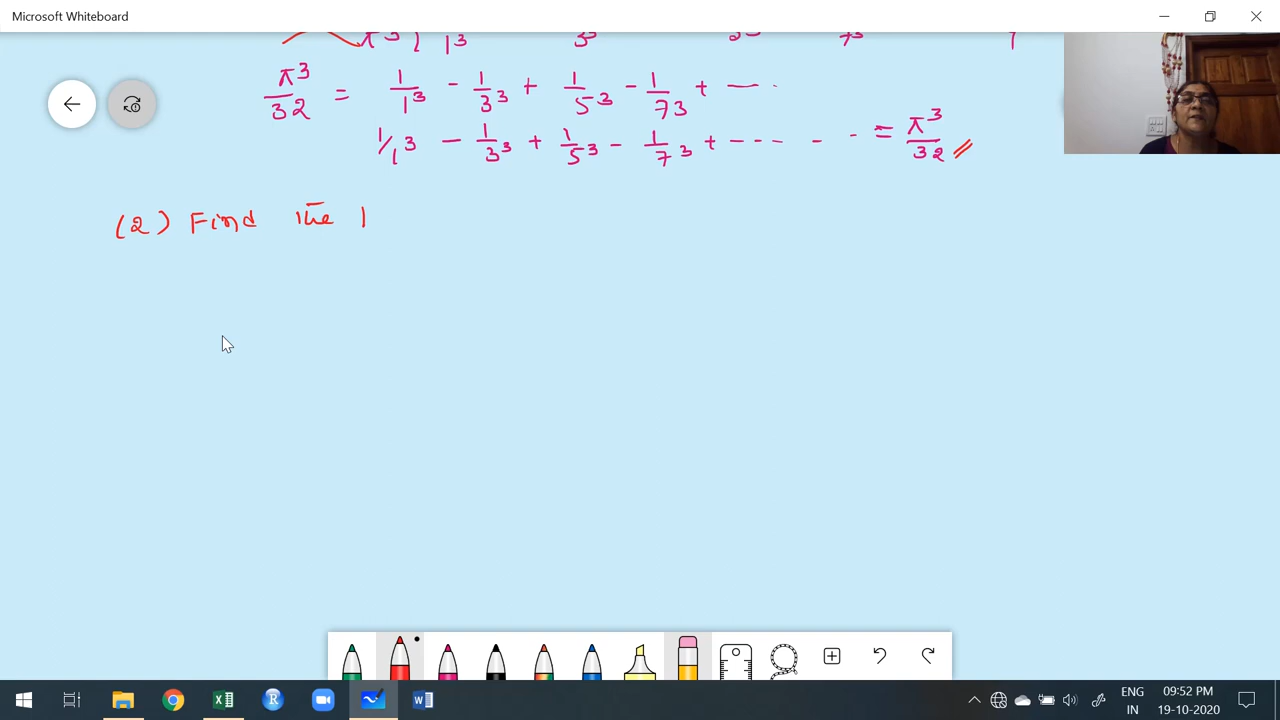 Microsoft Whiteboard
π³/32 = 1/1³ - 1/3³ + 1/5³ - 1/7³ + - - ·
1/1³ - 1/3³ + 1/5³ - 1/7³ + - - - - · = π³/32
(2) Find the
ENG
IN
09:52 PM
19-10-2020